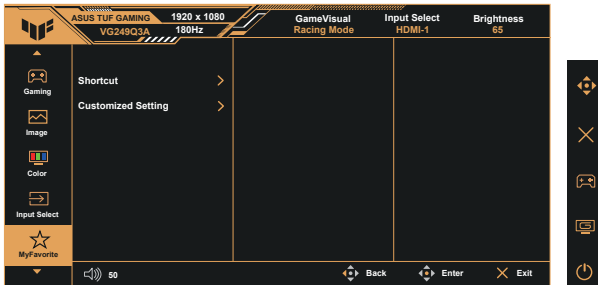 ASUS TUF GAMING 1920 x 1080 GameVisual Input Select Brightness
VG249Q3A 180Hz Racing Mode HDMI-1 65
Gaming
Shortcut
Customized Setting
Image
Color
Input Select
MyFavorite
50 Back Enter Exit